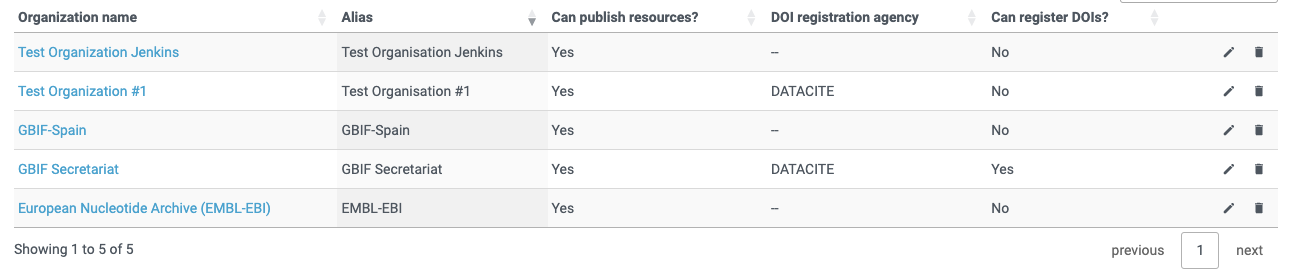 Organization name Alias Can publish resources? DOI registration agency Can register DOIs?
Test Organization Jenkins Test Organisation Jenkins Yes -- No
Test Organization #1 Test Organisation #1 Yes DATACITE No
GBIF-Spain GBIF-Spain Yes -- No
GBIF Secretariat GBIF Secretariat Yes DATACITE Yes
European Nucleotide Archive (EMBL-EBI) EMBL-EBI Yes -- No
Showing 1 to 5 of 5 previous 1 next